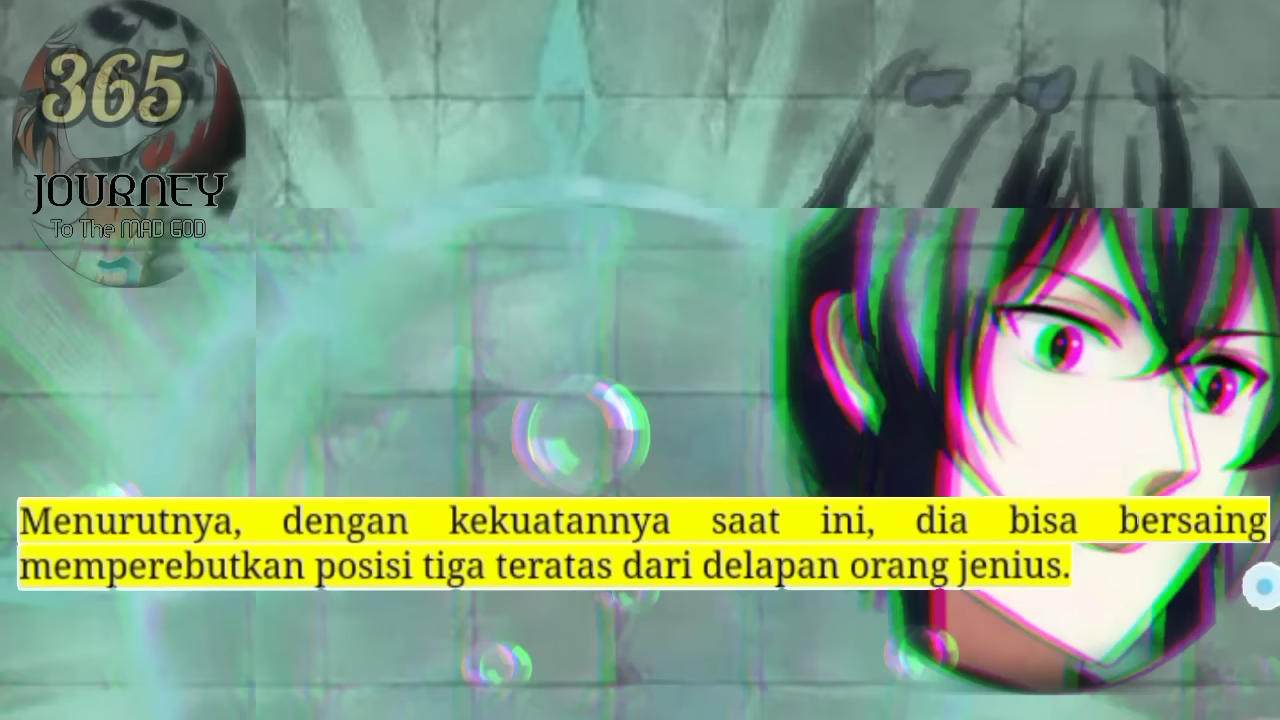 365
JOURNEY
To The MAD GOD
Menurutnya, dengan kekuatannya saat ini, dia bisa bersaing
memperebutkan posisi tiga teratas dari delapan orang jenius.